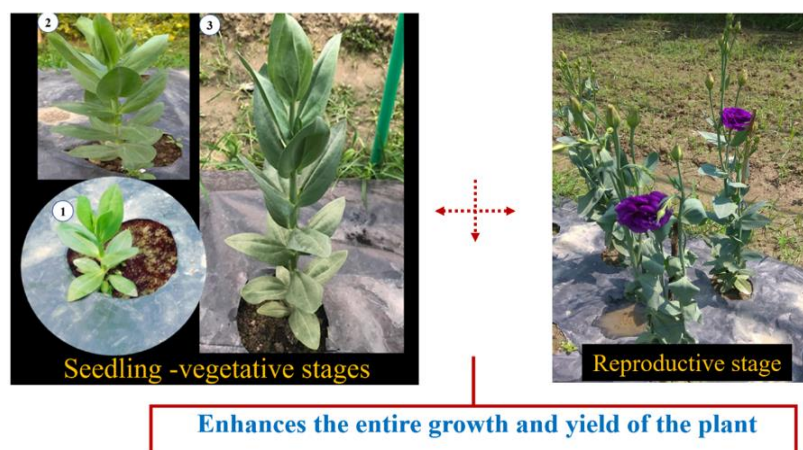 2
3
1
Seedling -vegetative stages
Reproductive stage
Enhances the entire growth and yield of the plant